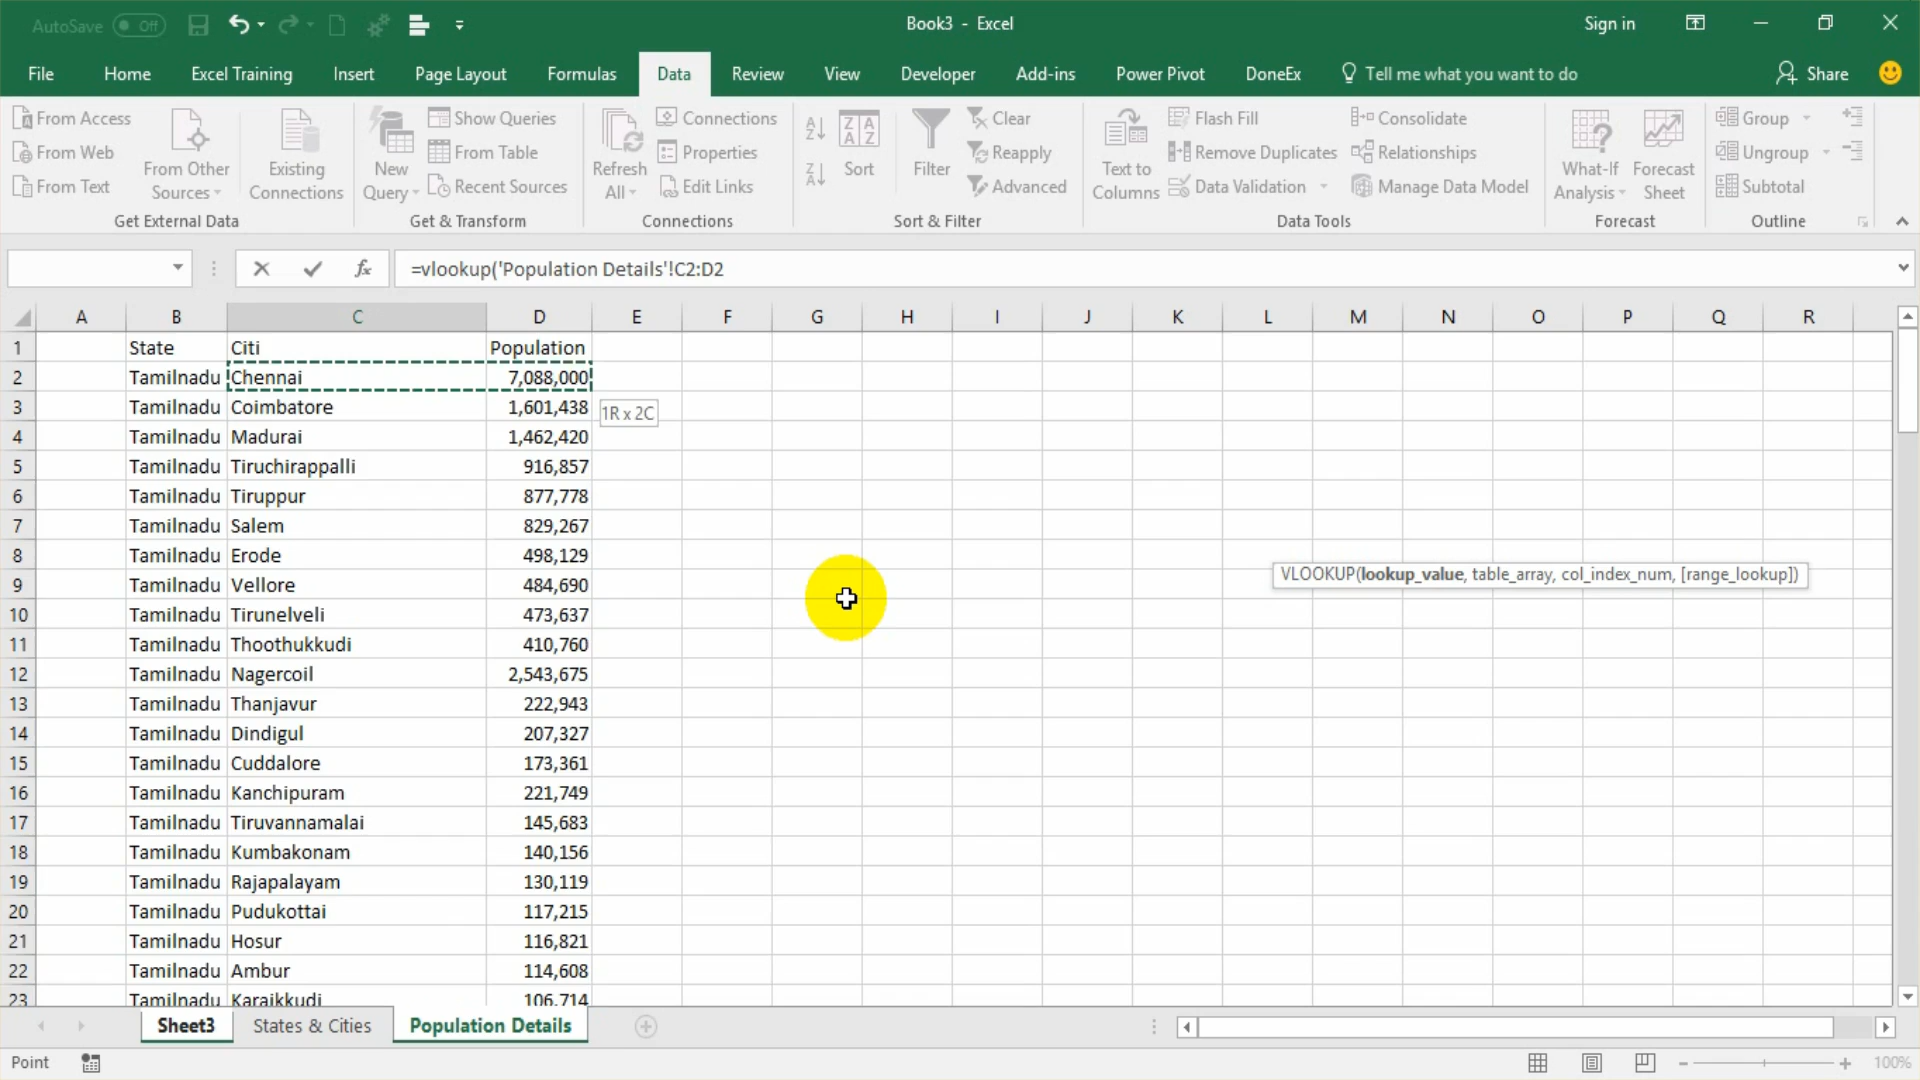 AutoSave Off
Book3 - Excel
Sign in
File Home Excel Training Insert Page Layout Formulas Data Review View Developer Add-ins Power Pivot DoneEx Tell me what you want to do Share
From Access
From Web
From Text
From Other Sources
Existing Connections
Get External Data
New Query
Show Queries
From Table
Recent Sources
Get & Transform
Refresh All
Connections
Properties
Edit Links
Connections
Sort
Filter
Clear
Reapply
Advanced
Sort & Filter
Text to Columns
Flash Fill
Remove Duplicates
Data Validation
Consolidate
Relationships
Manage Data Model
Data Tools
What-If Analysis
Forecast Sheet
Forecast
Group
Ungroup
Subtotal
Outline
fx =vlookup('Population Details'!C2:D2
A B C D E F G H I J K L M N O P Q R
1 State Citi Population
2 Tamilnadu Chennai 7,088,000
3 Tamilnadu Coimbatore 1,601,438
1R x 2C
4 Tamilnadu Madurai 1,462,420
5 Tamilnadu Tiruchirappalli 916,857
6 Tamilnadu Tiruppur 877,778
7 Tamilnadu Salem 829,267
8 Tamilnadu Erode 498,129
VLOOKUP(lookup_value, table_array, col_index_num, [range_lookup])
9 Tamilnadu Vellore 484,690
10 Tamilnadu Tirunelveli 473,637
11 Tamilnadu Thoothukkudi 410,760
12 Tamilnadu Nagercoil 2,543,675
13 Tamilnadu Thanjavur 222,943
14 Tamilnadu Dindigul 207,327
15 Tamilnadu Cuddalore 173,361
16 Tamilnadu Kanchipuram 221,749
17 Tamilnadu Tiruvannamalai 145,683
18 Tamilnadu Kumbakonam 140,156
19 Tamilnadu Rajapalayam 130,119
20 Tamilnadu Pudukottai 117,215
21 Tamilnadu Hosur 116,821
22 Tamilnadu Ambur 114,608
23 Tamilnadu Karaikkudi 106,714
Sheet3 States & Cities Population Details
Point
100%